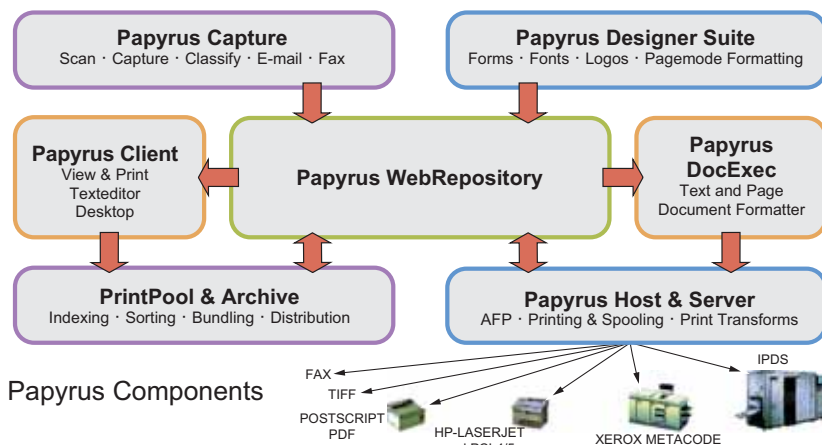 Papyrus Capture
Scan · Capture · Classify · E-mail · Fax
Papyrus Designer Suite
Forms · Fonts · Logos · Pagemode Formatting
Papyrus Client
View & Print
Texteditor
Desktop
Papyrus WebRepository
Papyrus
DocExec
Text and Page
Document Formatter
PrintPool & Archive
Indexing · Sorting · Bundling · Distribution
Papyrus Host & Server
AFP · Printing & Spooling · Print Transforms
Papyrus Components
FAX
TIFF
POSTSCRIPT
PDF
HP-LASERJET
XEROX METACODE
IPDS